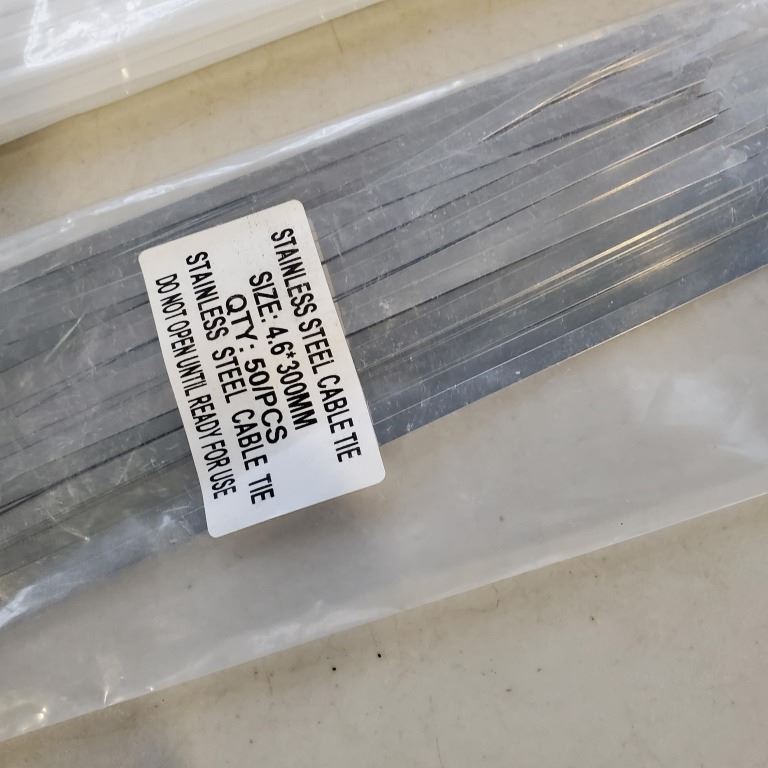 STAINLESS STEEL CABLE TIE
SIZE: 4.6*300MM
QTY: 50/PCS
STAINLESS STEEL CABLE TIE
DO NOT OPEN UNTIL READY FOR USE